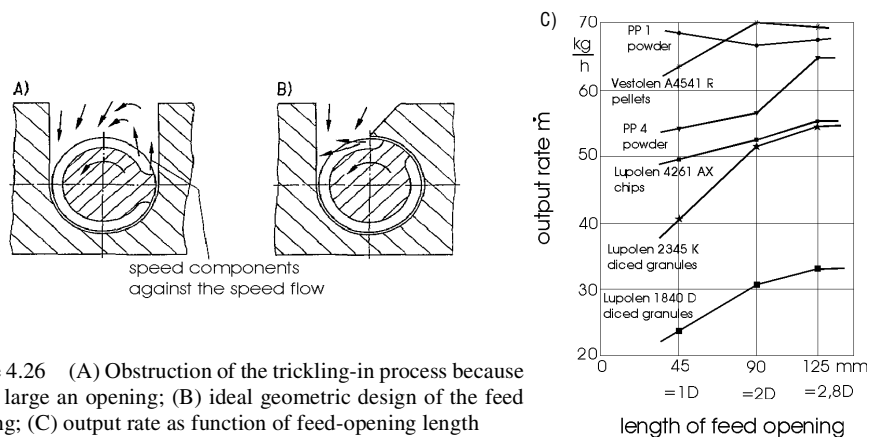 A)
B)
speed components
against the speed flow
4.26 (A) Obstruction of the trickling-in process because
large an opening; (B) ideal geometric design of the feed
(C) output rate as function of feed-opening length
C)
70
kg
h
60
50
40
30
20
output rate ṁ
PP 1
powder
Vestolen A4541 R
pellets
PP 4
powder
Lupolen 4261 AX
chips
Lupolen 2345 K
diced granules
Lupolen 1840 D
diced granules
0 45 90 125 mm
=1D =2D =2,8D
length of feed opening